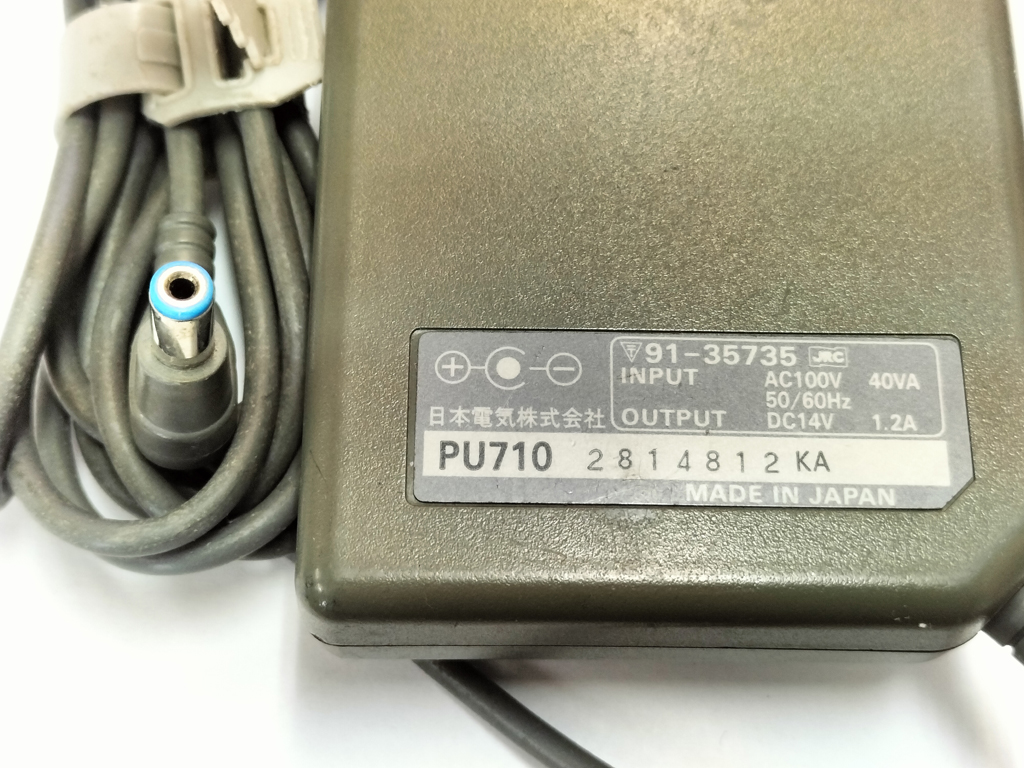 ▽〒91-35735 JRC
INPUT AC100V 40VA
50/60Hz
OUTPUT DC14V 1.2A
日本電気株式会社
PU710 2814812 KA
MADE IN JAPAN